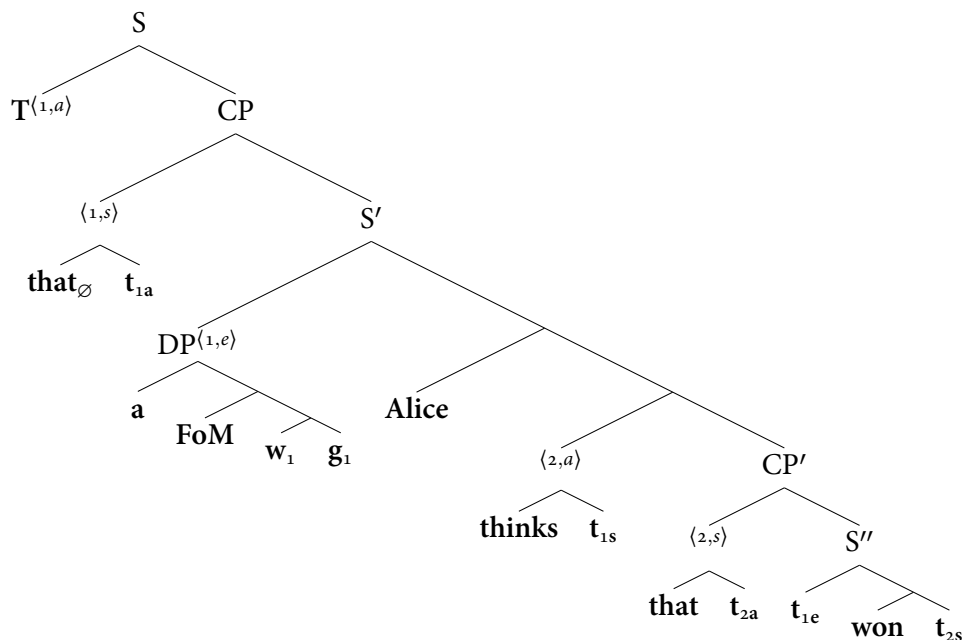 S
T⟨1,a⟩ CP
⟨1,s⟩ S′
that∅ t1a
DP⟨1,e⟩
a Alice
FoM
w1 g1
⟨2,a⟩ CP′
thinks t1s ⟨2,s⟩ S″
that t2a t1e
won t2s